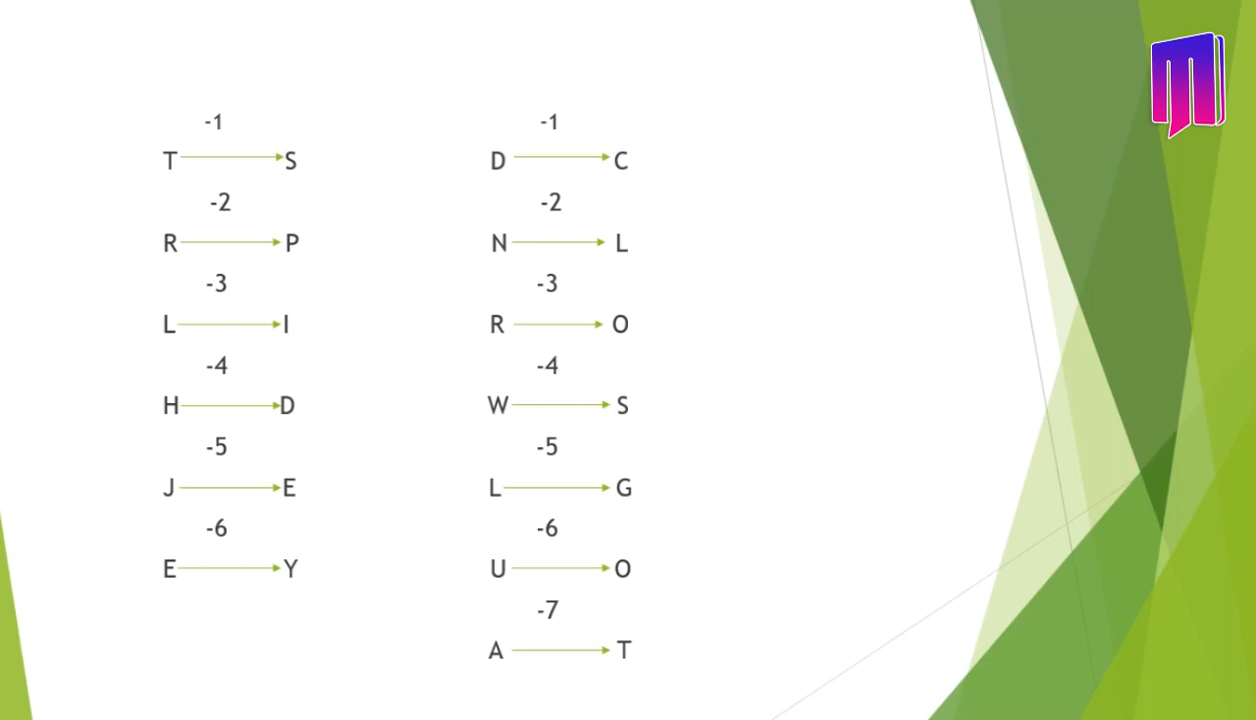 -1 -1
T S D C
-2 -2
R P N L
-3 -3
L I R O
-4 -4
H D W S
-5 -5
J E L G
-6 -6
E Y U O
-7
A T